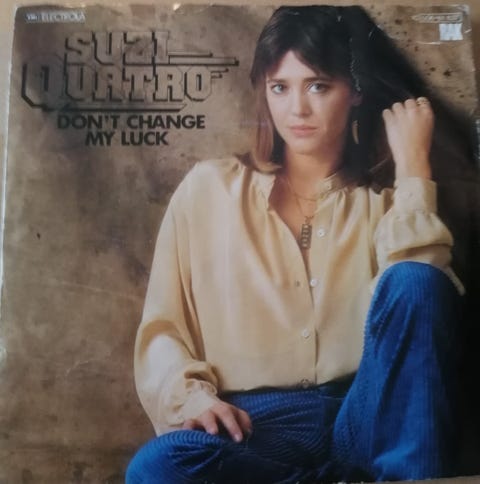 ELECTROLA
SUZI
QUATRO
DON'T CHANGE
MY LUCK